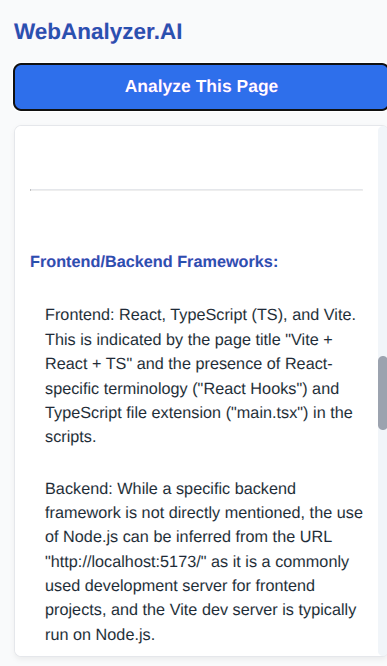 WebAnalyzer.AI
Analyze This Page
Frontend/Backend Frameworks:
Frontend: React, TypeScript (TS), and Vite.
This is indicated by the page title "Vite +
React + TS" and the presence of React-
specific terminology ("React Hooks") and
TypeScript file extension ("main.tsx") in the
scripts.
Backend: While a specific backend
framework is not directly mentioned, the use
of Node.js can be inferred from the URL
"http://localhost:5173/" as it is a commonly
used development server for frontend
projects, and the Vite dev server is typically
run on Node.js.